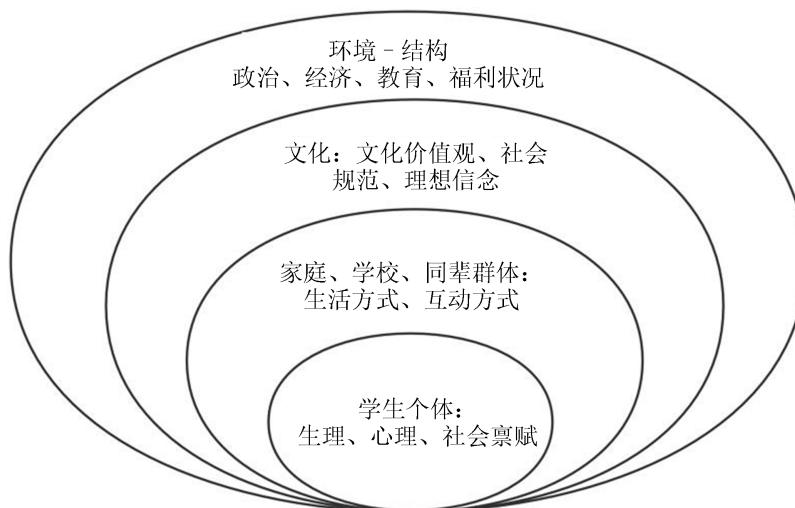 环境-结构
政治、经济、教育、福利状况
文化：文化价值观、社会
规范、理想信念
家庭、学校、同辈群体：
生活方式、互动方式
学生个体：
生理、心理、社会禀赋